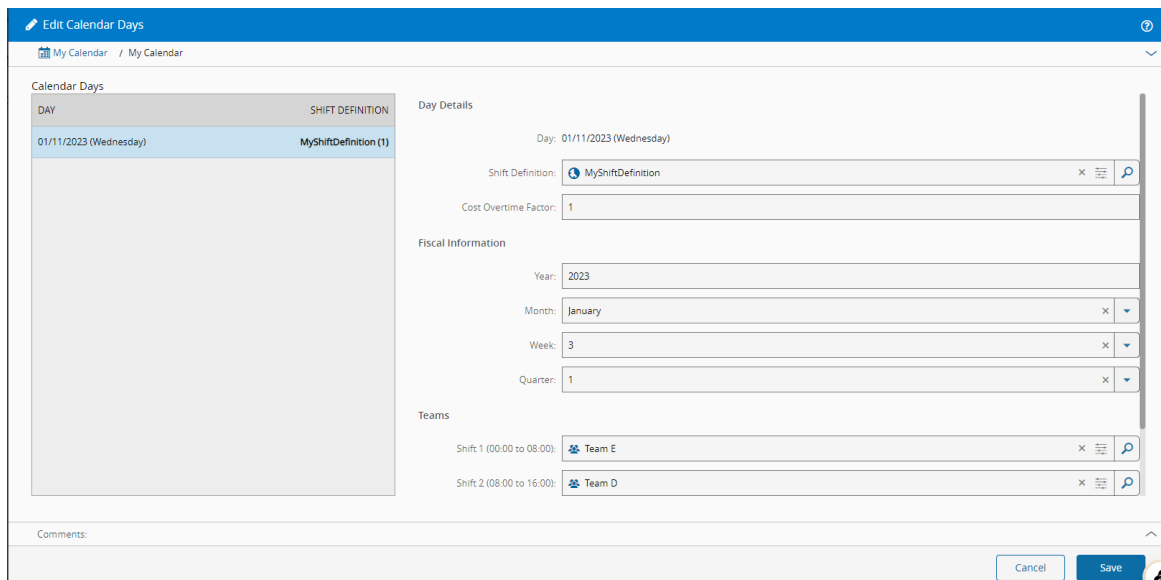 Edit Calendar Days
My Calendar / My Calendar
Calendar Days
DAY SHIFT DEFINITION
01/11/2023 (Wednesday) MyShiftDefinition (1)
Day Details
Day: 01/11/2023 (Wednesday)
Shift Definition: MyShiftDefinition
Cost Overtime Factor: 1
Fiscal Information
Year: 2023
Month: January
Week: 3
Quarter: 1
Teams
Shift 1 (00:00 to 08:00): Team E
Shift 2 (08:00 to 16:00): Team D
Comments:
Cancel Save